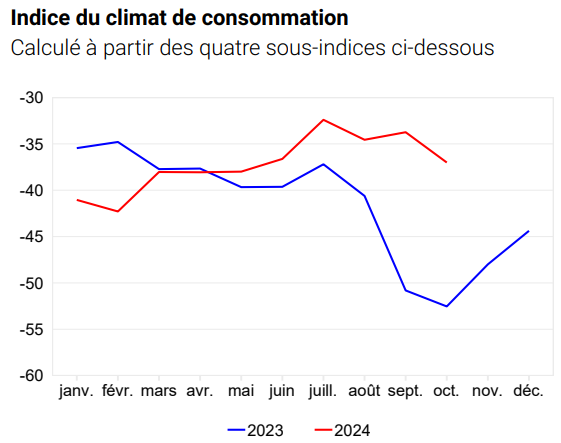 Indice du climat de consommation
Calculé à partir des quatre sous-indices ci-dessous
-30
-35
-40
-45
-50
-55
-60
janv. févr. mars avr. mai juin juill. août sept. oct. nov. déc.
2023 2024